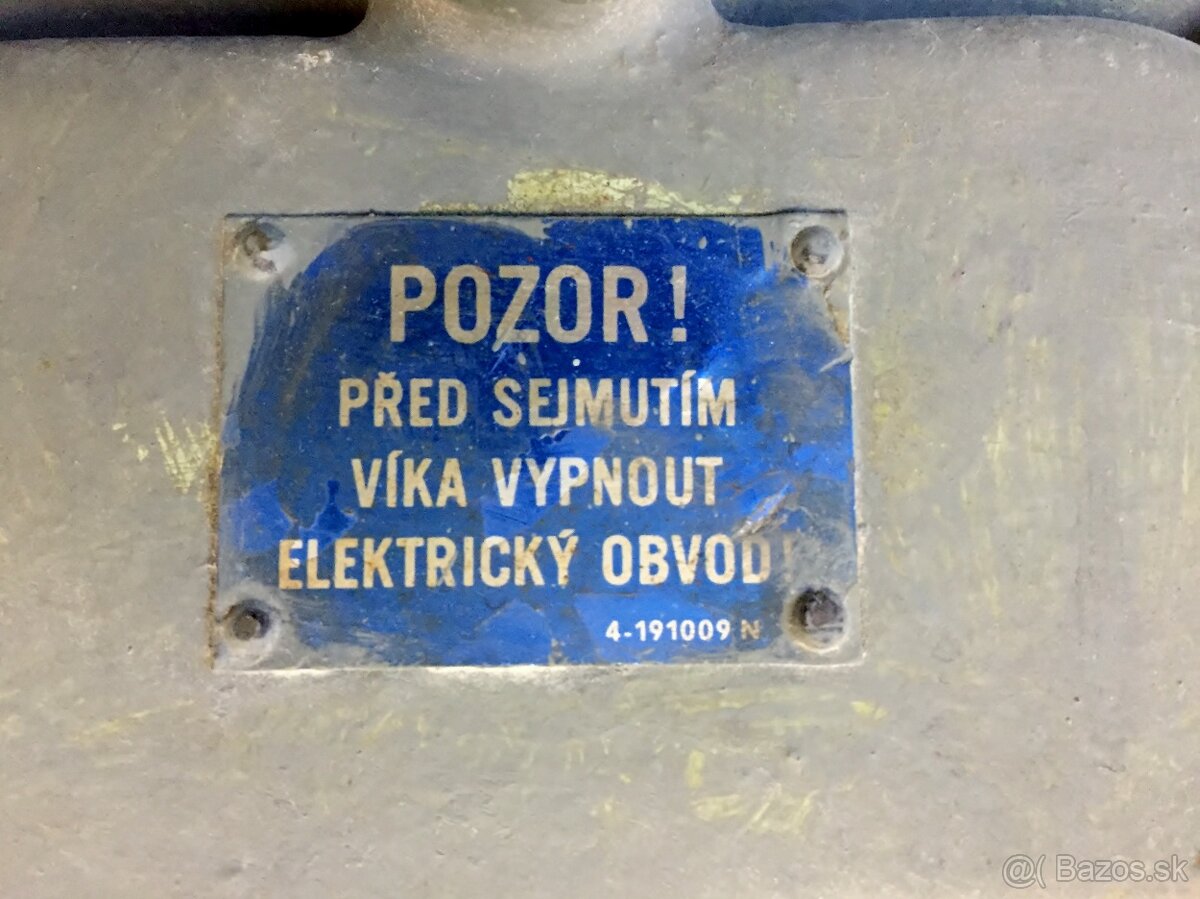 POZOR!
PŘED SEJMUTÍM
VÍKA VYPNOUT
ELEKTRICKÝ OBVOD!
4-191009 N
@( Bazos.sk